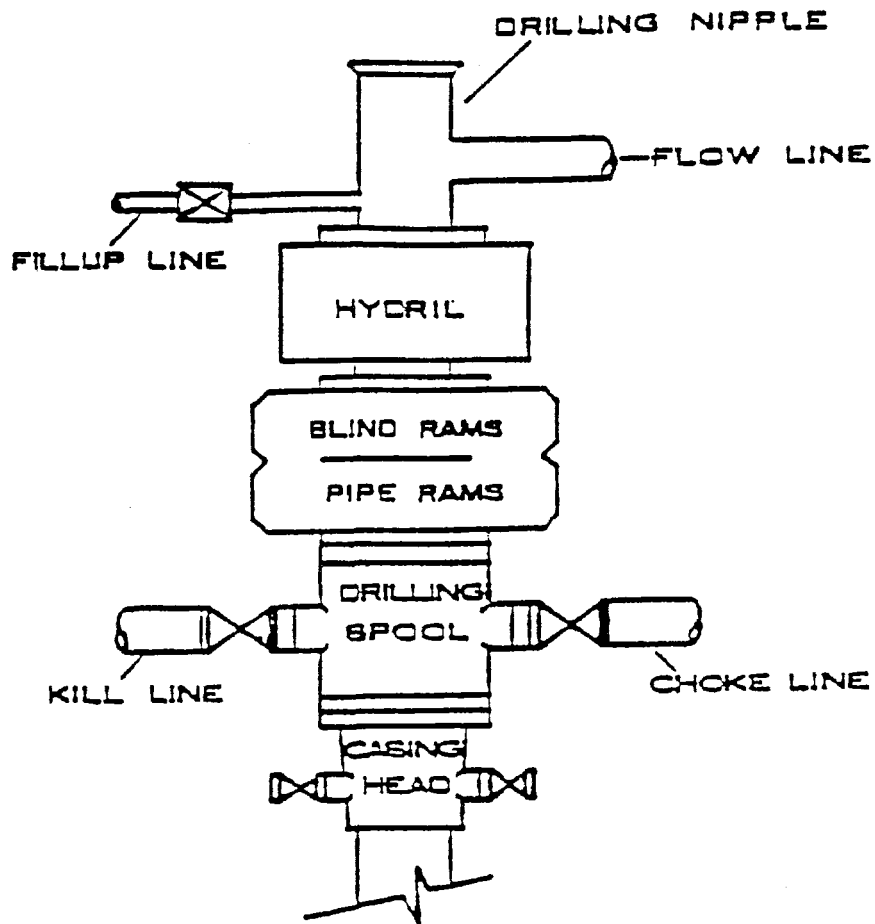 DRILLING NIPPLE
FLOW LINE
FILLUP LINE
HYDRIL
BLIND RAMS
PIPE RAMS
DRILLING
SPOOL
KILL LINE
CHOKE LINE
CASING
HEAD